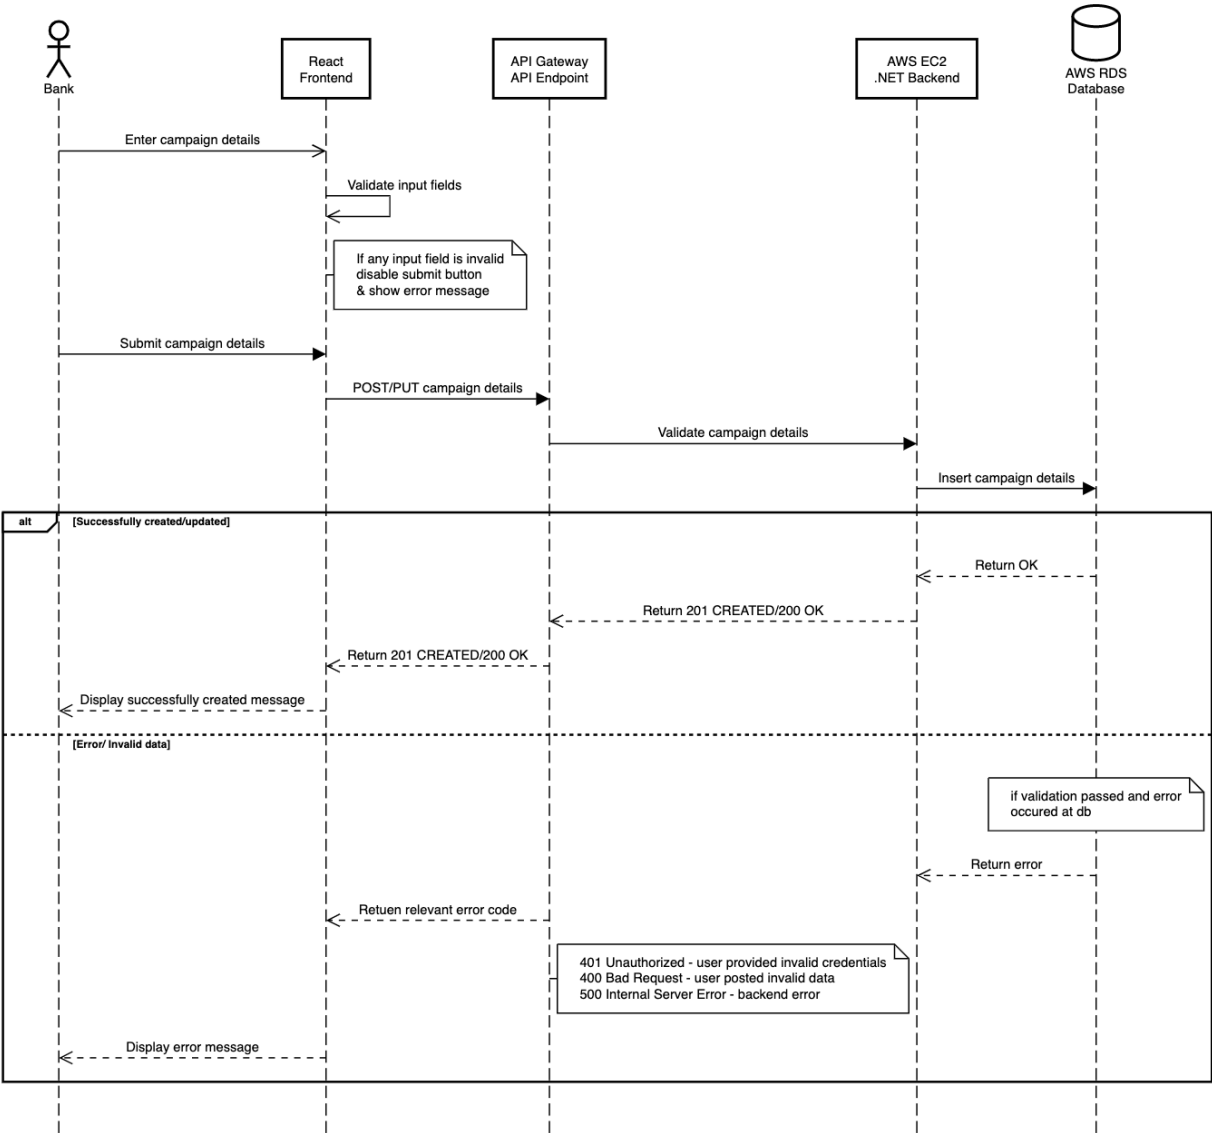 Bank
React
Frontend
API Gateway
API Endpoint
AWS EC2
.NET Backend
AWS RDS
Database
Enter campaign details
Validate input fields
If any input field is invalid
disable submit button
& show error message
Submit campaign details
POST/PUT campaign details
Validate campaign details
Insert campaign details
alt
[Successfully created/updated]
Return OK
Return 201 CREATED/200 OK
Return 201 CREATED/200 OK
Display successfully created message
[Error/ Invalid data]
if validation passed and error
occured at db
Return error
Retuen relevant error code
401 Unauthorized - user provided invalid credentials
400 Bad Request - user posted invalid data
500 Internal Server Error - backend error
Display error message